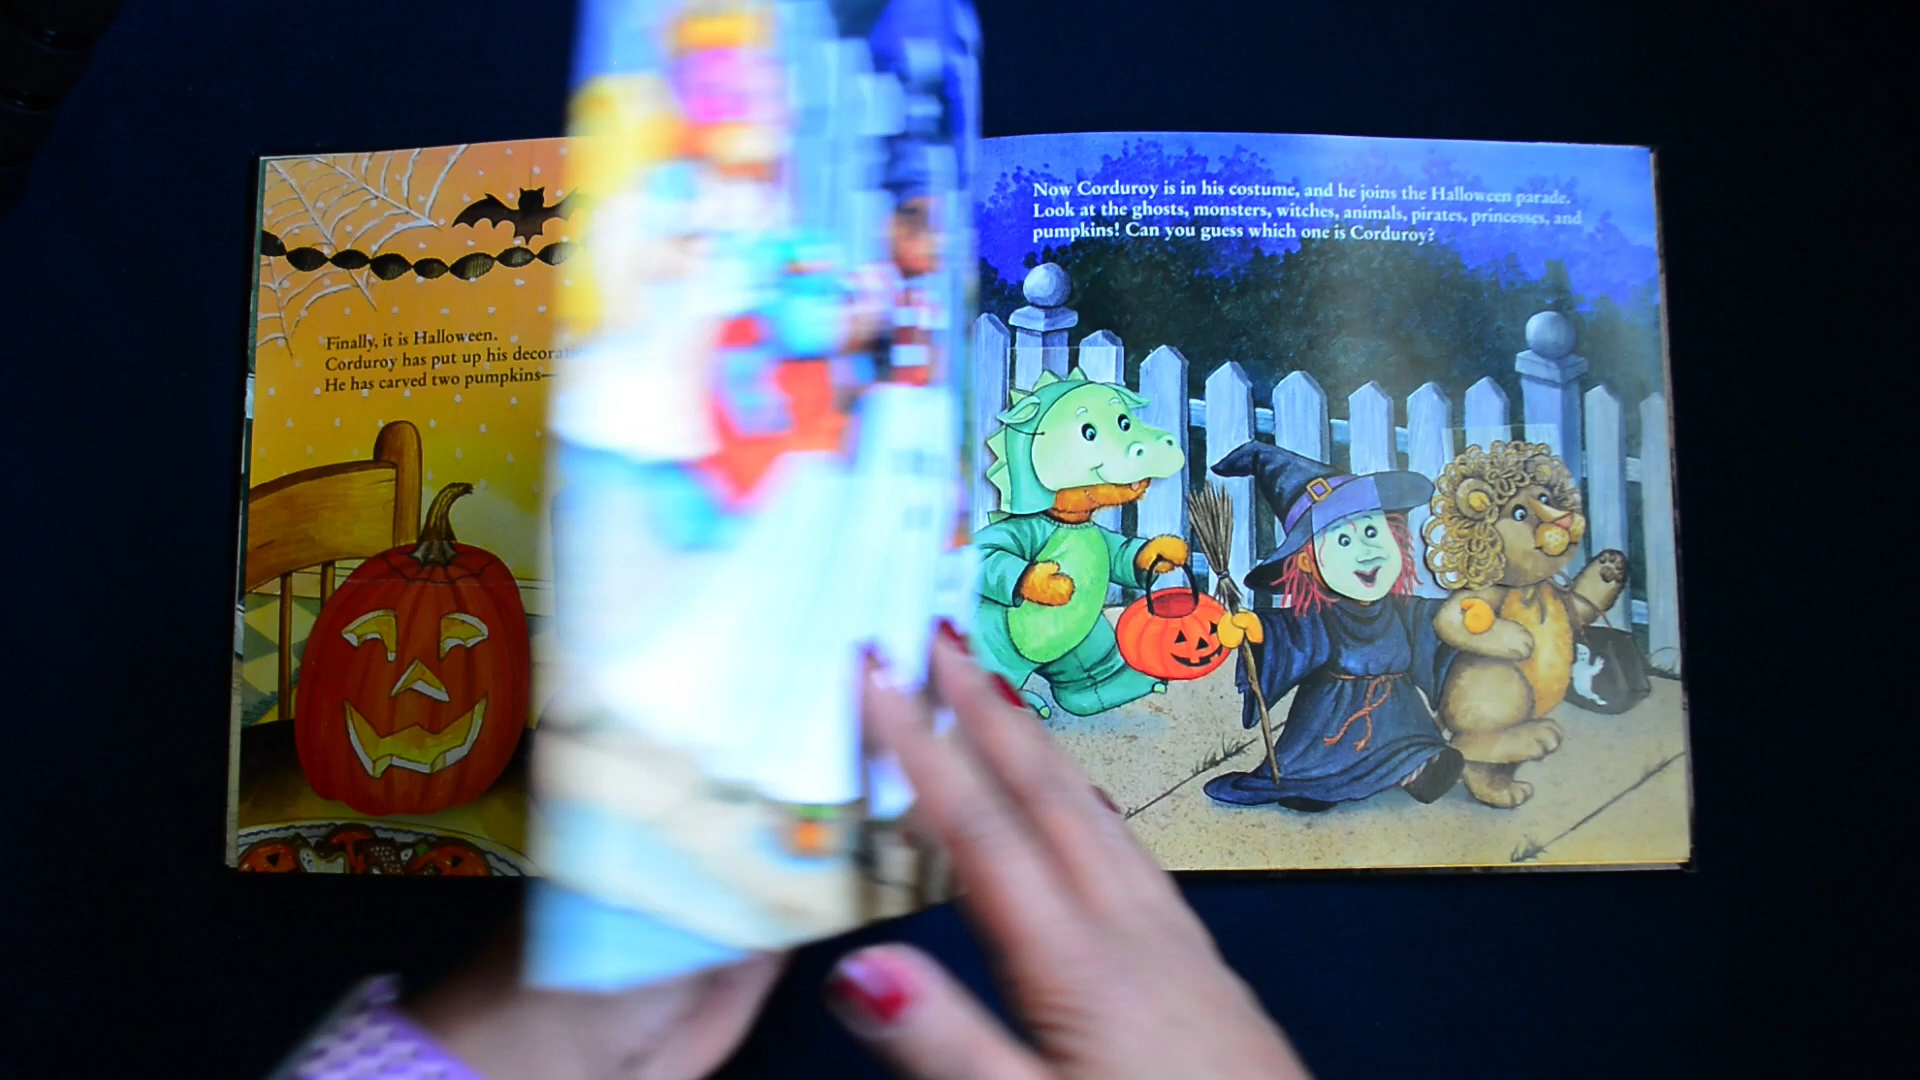 Finally, it is Halloween.
Corduroy has put up his
He has carved two pumpkins—
Now Corduroy is in his costume, and he joins the Halloween parade.
Look at the ghosts, monsters, witches, animals, pirates, princesses, and
pumpkins! Can you guess which one is Corduroy?